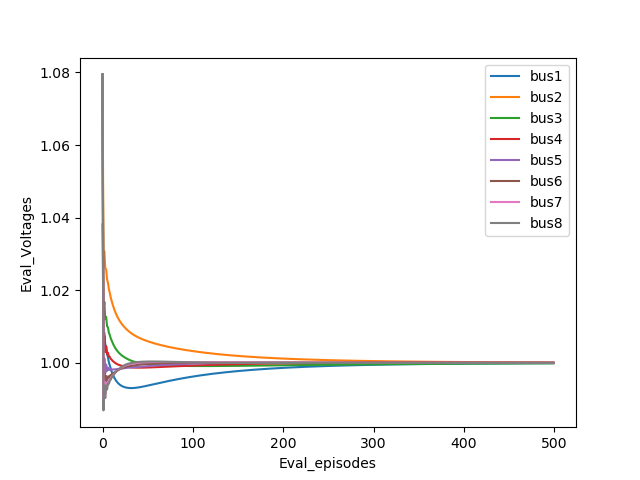 1.08
1.06
1.04
1.02
1.00
Eval_Voltages
0
100
200
300
400
500
Eval_episodes
bus1
bus2
bus3
bus4
bus5
bus6
bus7
bus8